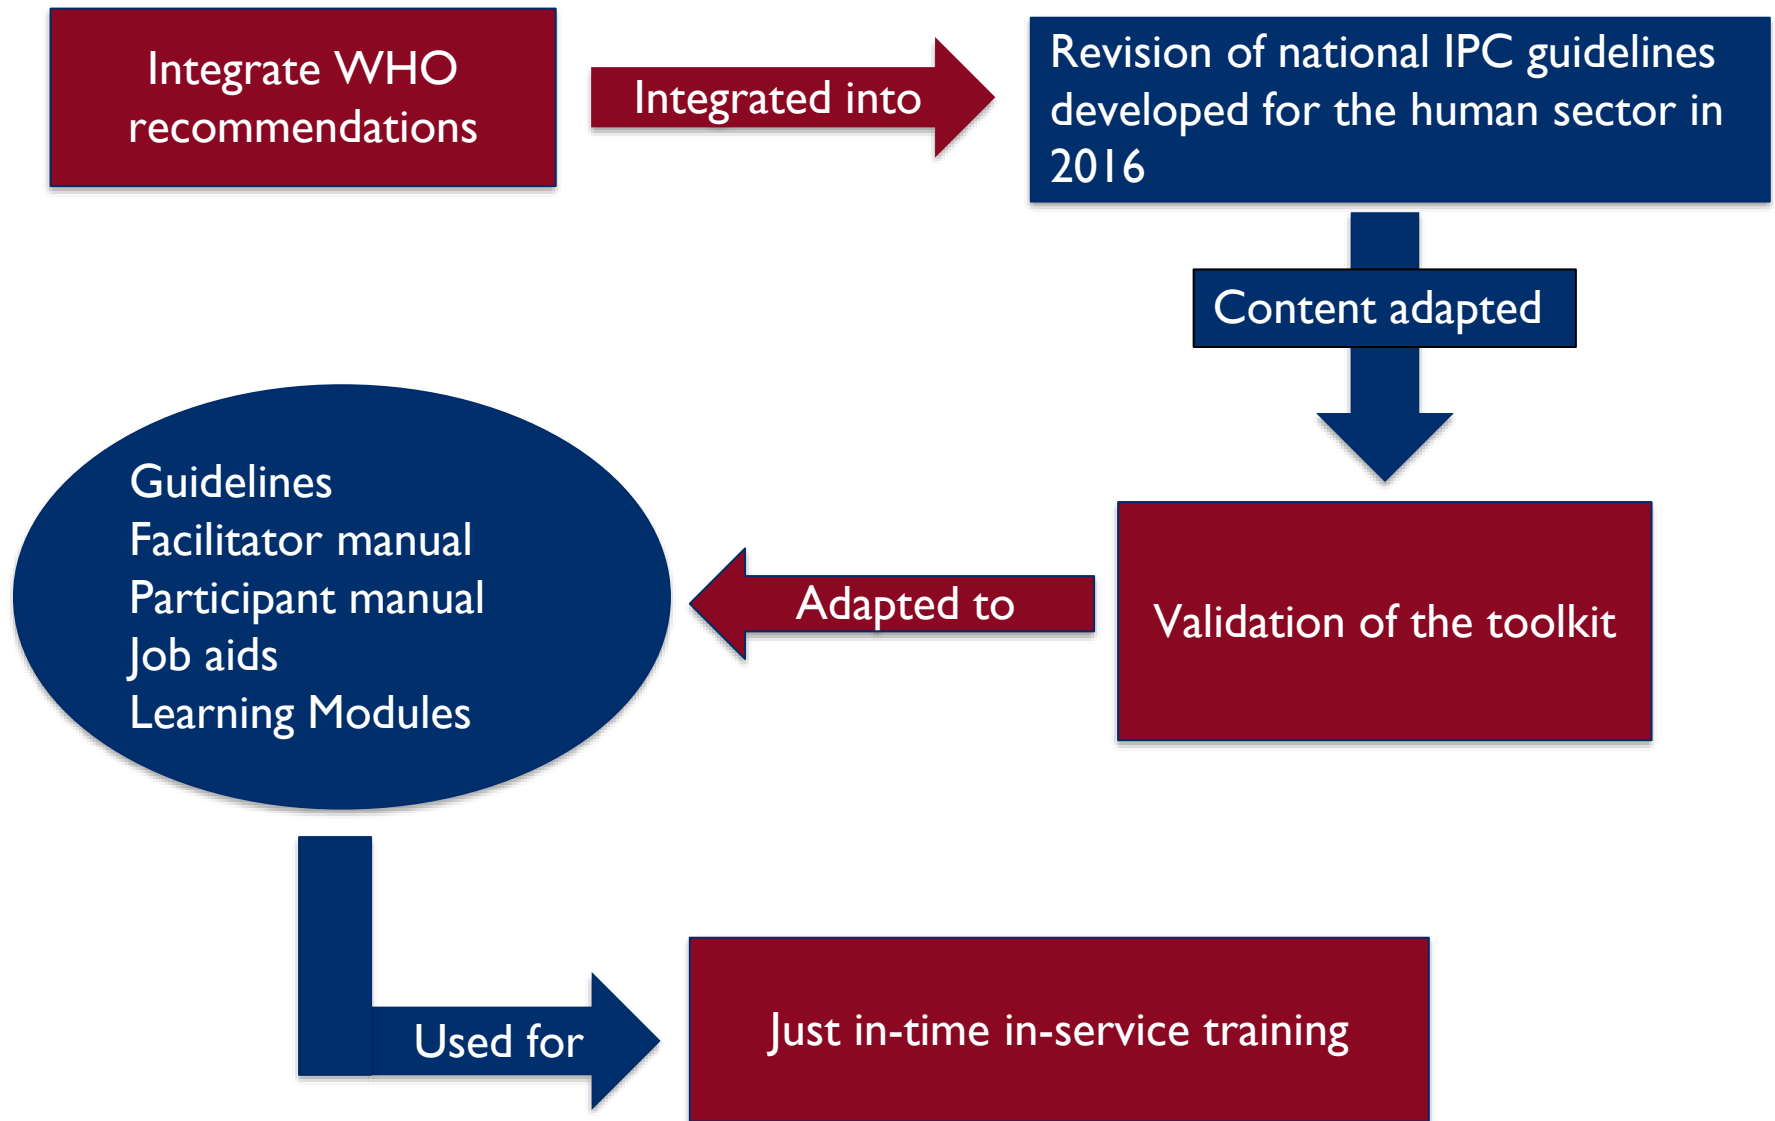 Integrate WHO
recommendations
Integrated into
Revision of national IPC guidelines
developed for the human sector in
2016
Content adapted
Validation of the toolkit
Adapted to
Guidelines
Facilitator manual
Participant manual
Job aids
Learning Modules
Used for
Just in-time in-service training